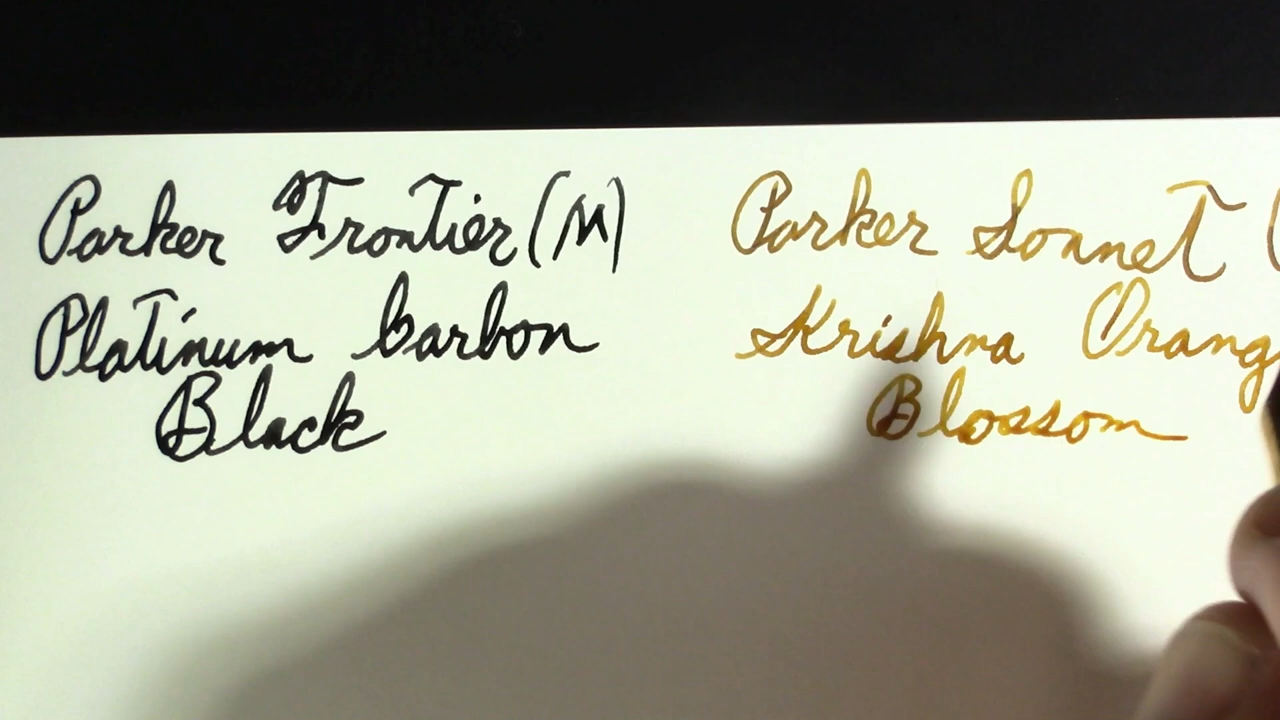 Parker Frontier (M)
Platinum Carbon
Black
Parker Sonnet (
Krishna Orang
Blossom